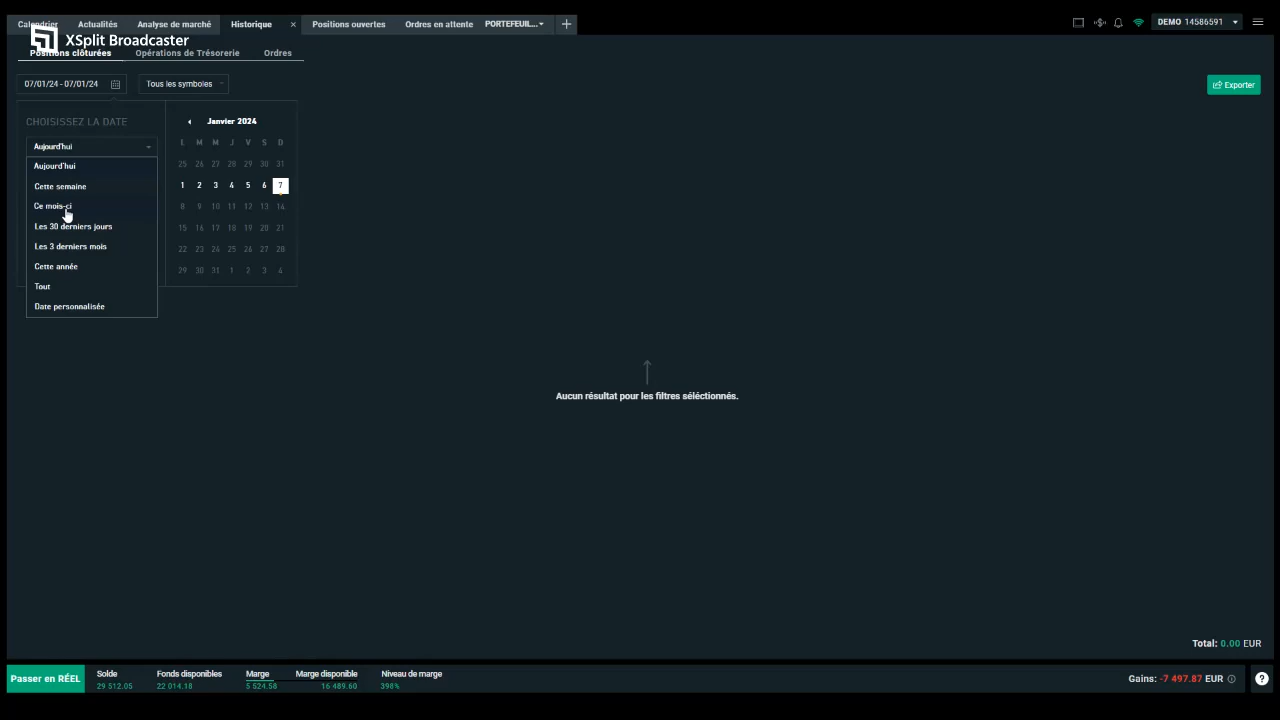 Calendrier Actualités Analyse de marché Historique × Positions ouvertes Ordres en attente PORTEFEUIL... DEMO 14586591
XSplit Broadcaster
Positions clôturées Opérations de Trésorerie Ordres
07/01/24 - 07/01/24 Tous les symboles Exporter
CHOISISSEZ LA DATE Janvier 2024
Aujourd'hui L M M J V S D
Aujourd'hui 25 26 27 28 29 30 31
Cette semaine 1 2 3 4 5 6 7
Ce mois-ci 8 9 10 11 12 13 14
Les 30 derniers jours 15 16 17 18 19 20 21
Les 3 derniers mois 22 23 24 25 26 27 28
Cette année 29 30 31 1 2 3 4
Tout
Date personnalisée
Aucun résultat pour les filtres séléctionnés.
Total: 0.00 EUR
Passer en RÉEL Solde Fonds disponibles Marge Marge disponible Niveau de marge Gains: -7 497.87 EUR
29 512.05 22 014.18 5 524.58 16 489.60 398%